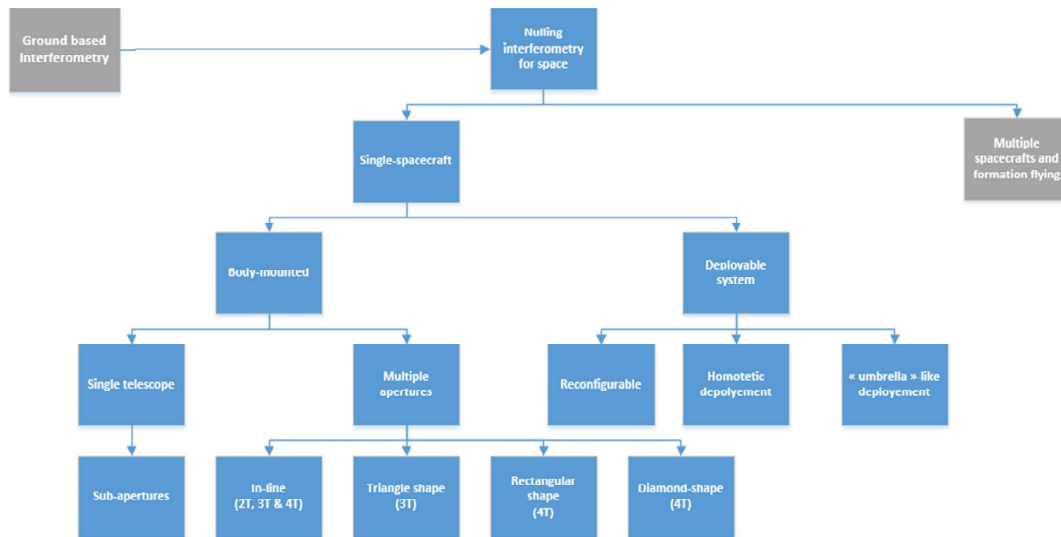 Ground based
Interferometry
Nulling
interferometry
for space
Single-spacecraft
Multiple
spacecrafts and
formation flying
Body-mounted
Deployable
system
Single telescope
Multiple
apertures
Reconfigurable
Homotetic
depolyement
« umbrella »-like
deployement
Sub-apertures
In-line
(2T, 3T & 4T)
Triangle shape
(3T)
Rectangular
shape
(4T)
Diamond-shape
(4T)